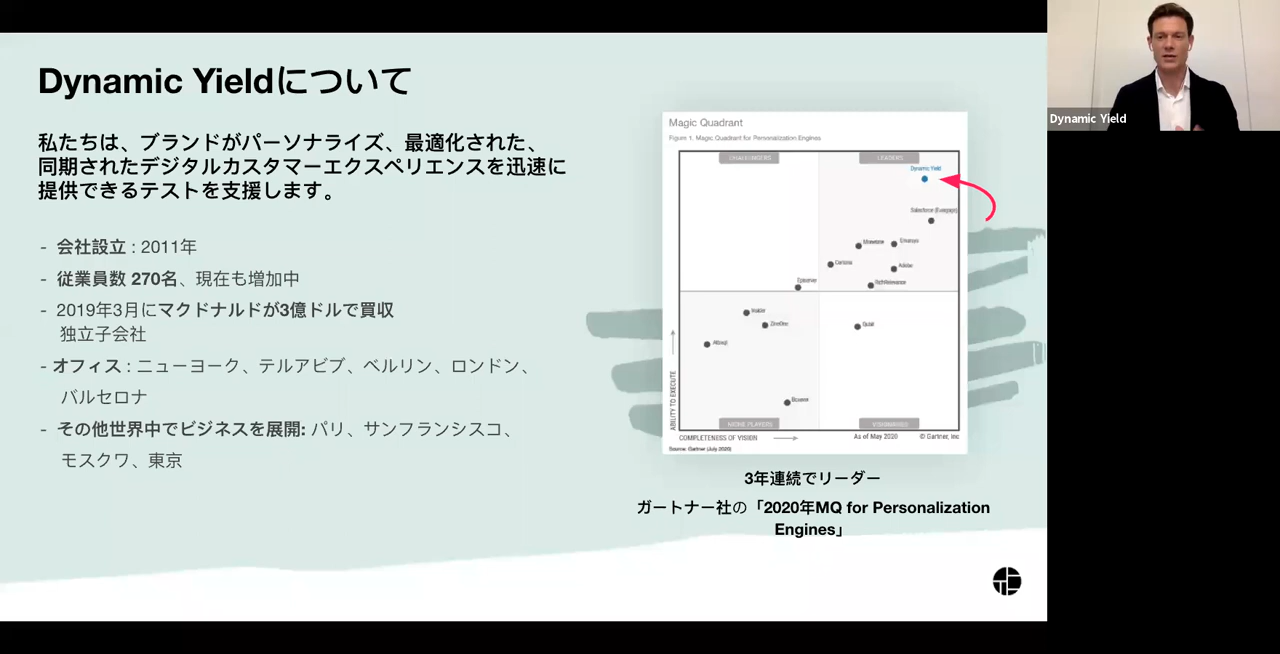 Dynamic Yieldについて
私たちは、ブランドがパーソナライズ、最適化された、
同期されたデジタルカスタマーエクスペリエンスを迅速に
提供できるテストを支援します。
- 会社設立 : 2011年
- 従業員数 270名、現在も増加中
- 2019年3月にマクドナルドが3億ドルで買収
独立子会社
- オフィス : ニューヨーク、テルアビブ、ベルリン、ロンドン、
バルセロナ
- その他世界中でビジネスを展開: パリ、サンフランシスコ、
モスクワ、東京
Magic Quadrant
Figure 1. Magic Quadrant for Personalization Engines
CHALLENGERS
LEADERS
Dynamic Yield
Salesforce (Evergage)
Monetate
Emarsys
Certona
Adobe
RichRelevance
Episerver
Insider
ZineOne
Attraqt
Qubit
NICHE PLAYERS
VISIONARIES
ABILITY TO EXECUTE
COMPLETENESS OF VISION
As of May 2020
© Gartner, Inc
Source: Gartner (July 2020)
3年連続でリーダー
ガートナー社の「2020年MQ for Personalization
Engines」
Dynamic Yield